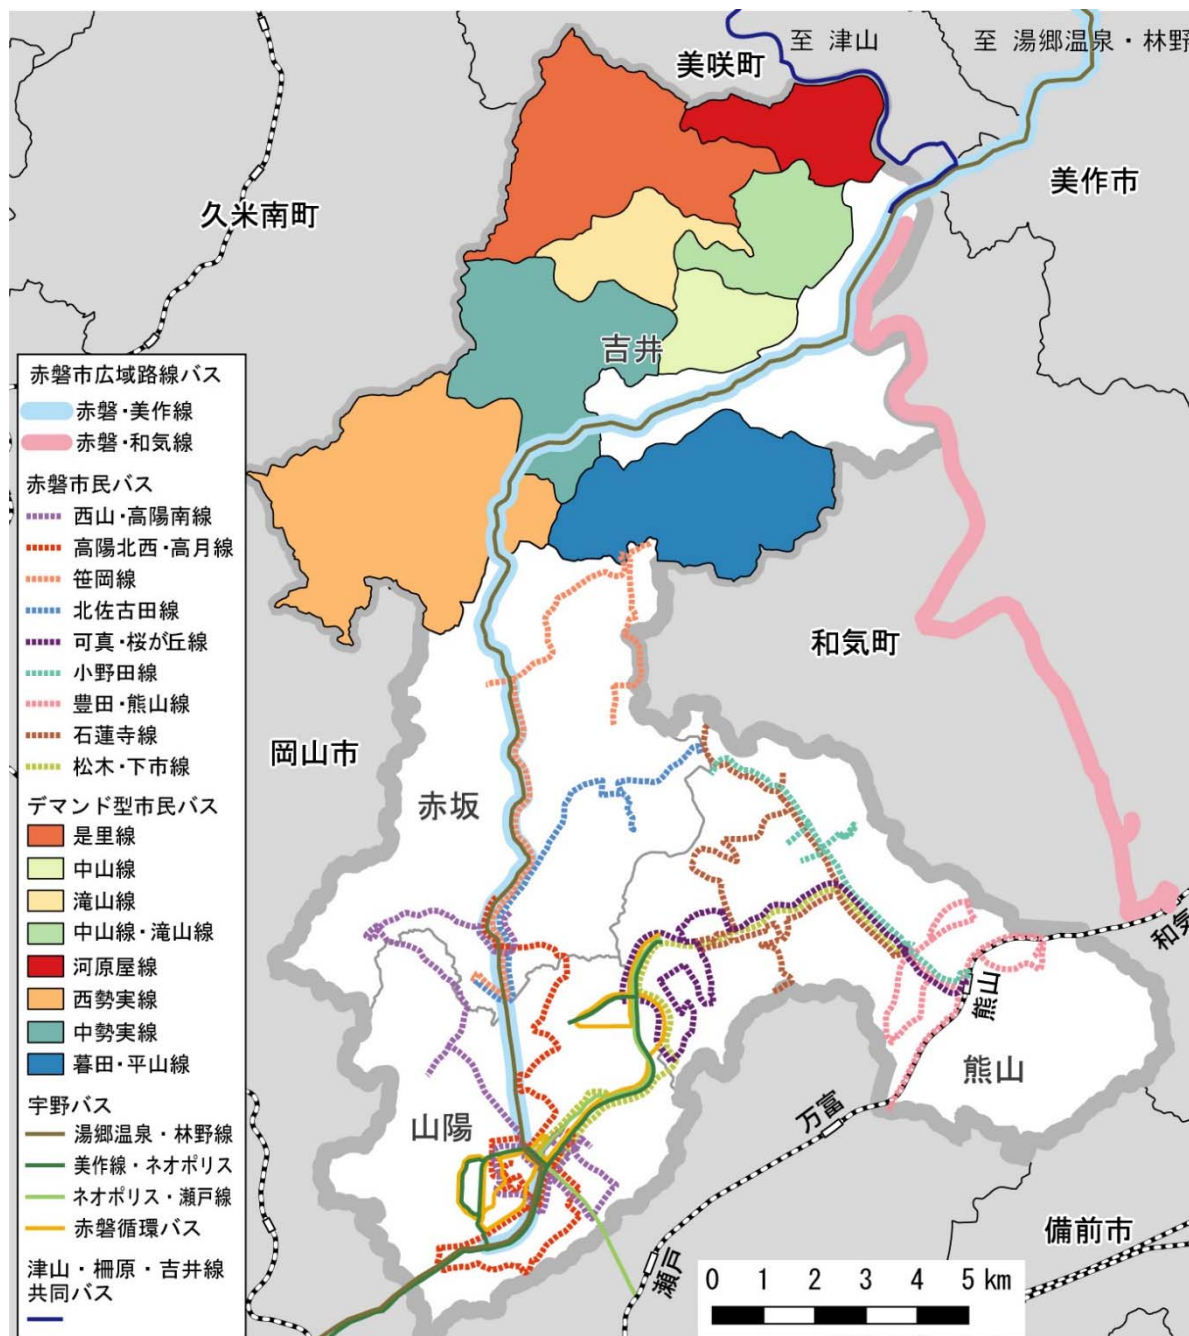 至 津山
至 湯郷温泉・林野
美咲町
美作市
久米南町
吉井
和気町
岡山市
赤坂
和気
熊山
熊山
万富
山陽
瀬戸
備前市
赤磐市広域路線バス
赤磐・美作線
赤磐・和気線
赤磐市民バス
西山・高陽南線
高陽北西・高月線
笹岡線
北佐古田線
可真・桜が丘線
小野田線
豊田・熊山線
石蓮寺線
松木・下市線
デマンド型市民バス
是里線
中山線
滝山線
中山線・滝山線
河原屋線
西勢実線
中勢実線
暮田・平山線
宇野バス
湯郷温泉・林野線
美作線・ネオポリス
ネオポリス・瀬戸線
赤磐循環バス
津山・柵原・吉井線
共同バス
0 1 2 3 4 5 km